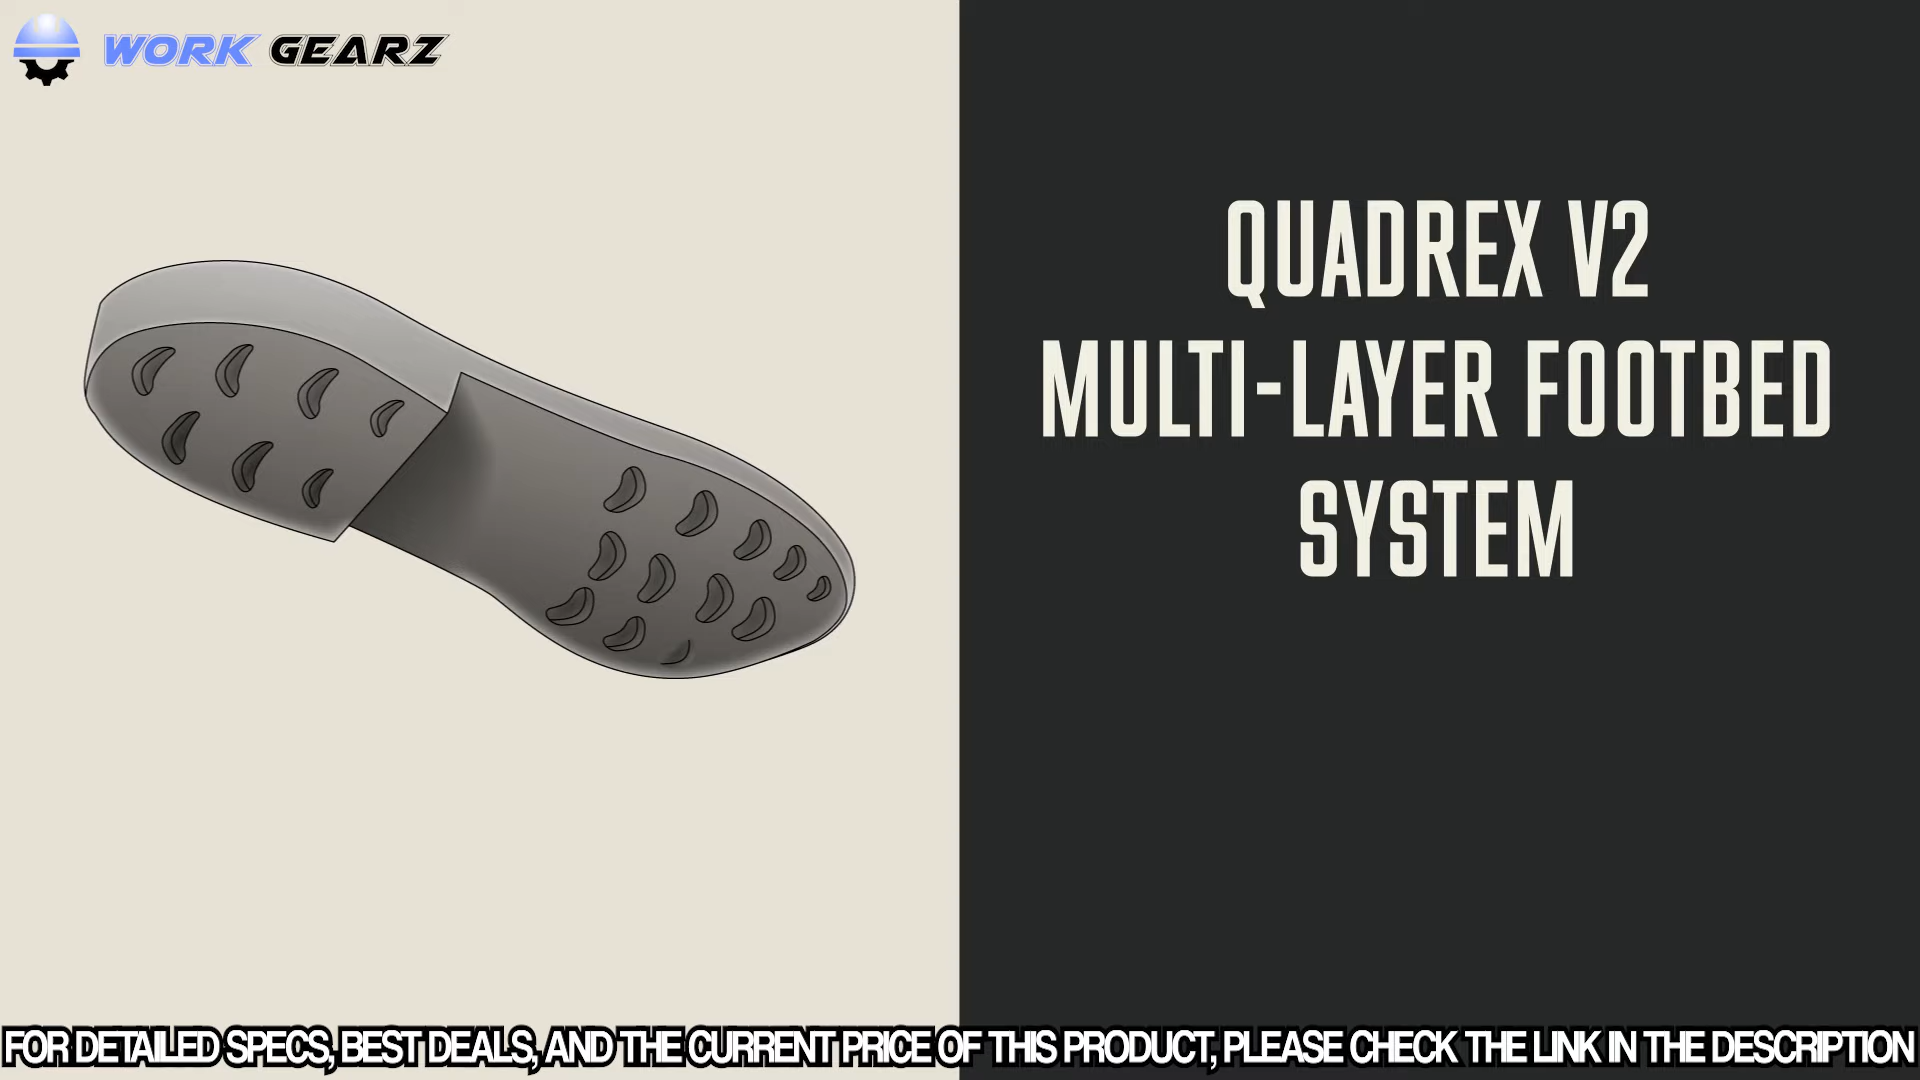 WORK GEARZ
QUADREX V2
MULTI-LAYER FOOTBED
SYSTEM
FOR DETAILED SPECS, BEST DEALS, AND THE CURRENT PRICE OF THIS PRODUCT, PLEASE CHECK THE LINK IN THE DESCRIPTION